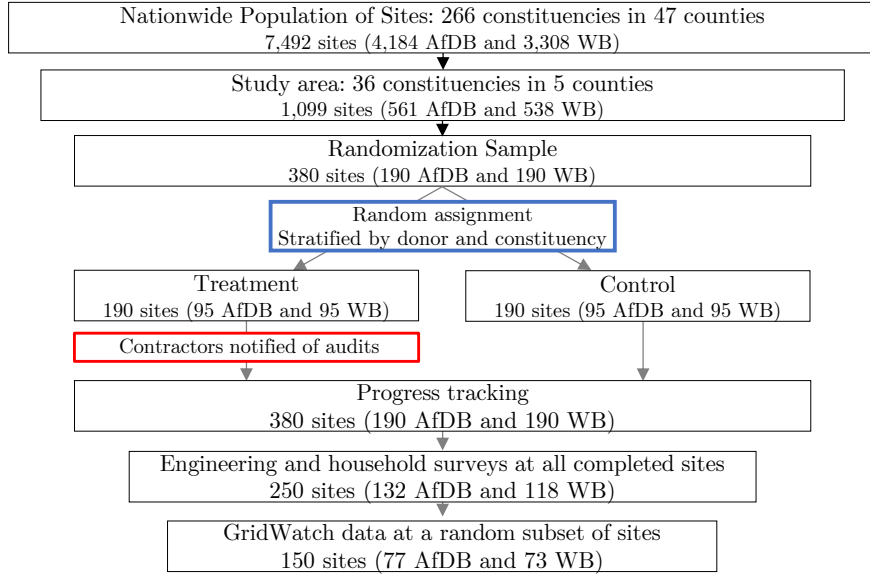 Nationwide Population of Sites: 266 constituencies in 47 counties
7,492 sites (4,184 AfDB and 3,308 WB)
Study area: 36 constituencies in 5 counties
1,099 sites (561 AfDB and 538 WB)
Randomization Sample
380 sites (190 AfDB and 190 WB)
Random assignment
Stratified by donor and constituency
Treatment
190 sites (95 AfDB and 95 WB)
Control
190 sites (95 AfDB and 95 WB)
Contractors notified of audits
Progress tracking
380 sites (190 AfDB and 190 WB)
Engineering and household surveys at all completed sites
250 sites (132 AfDB and 118 WB)
GridWatch data at a random subset of sites
150 sites (77 AfDB and 73 WB)